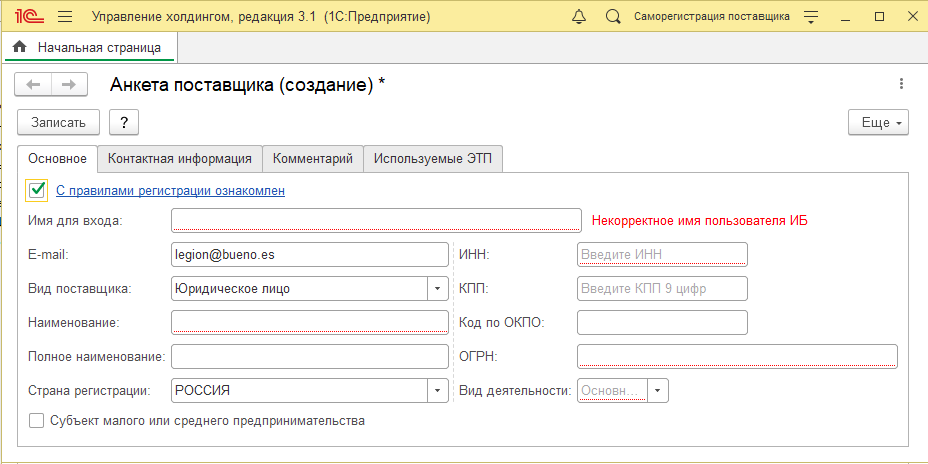 1С Управление холдингом, редакция 3.1 (1С:Предприятие) Саморегистрация поставщика
Начальная страница
Анкета поставщика (создание) *
Записать ? Еще
Основное Контактная информация Комментарий Используемые ЭТП
С правилами регистрации ознакомлен
Имя для входа: Некорректное имя пользователя ИБ
E-mail: legion@bueno.es ИНН: Введите ИНН
Вид поставщика: Юридическое лицо КПП: Введите КПП 9 цифр
Наименование: Код по ОКПО:
Полное наименование: ОГРН:
Страна регистрации: РОССИЯ Вид деятельности: Основн...
Субъект малого или среднего предпринимательства